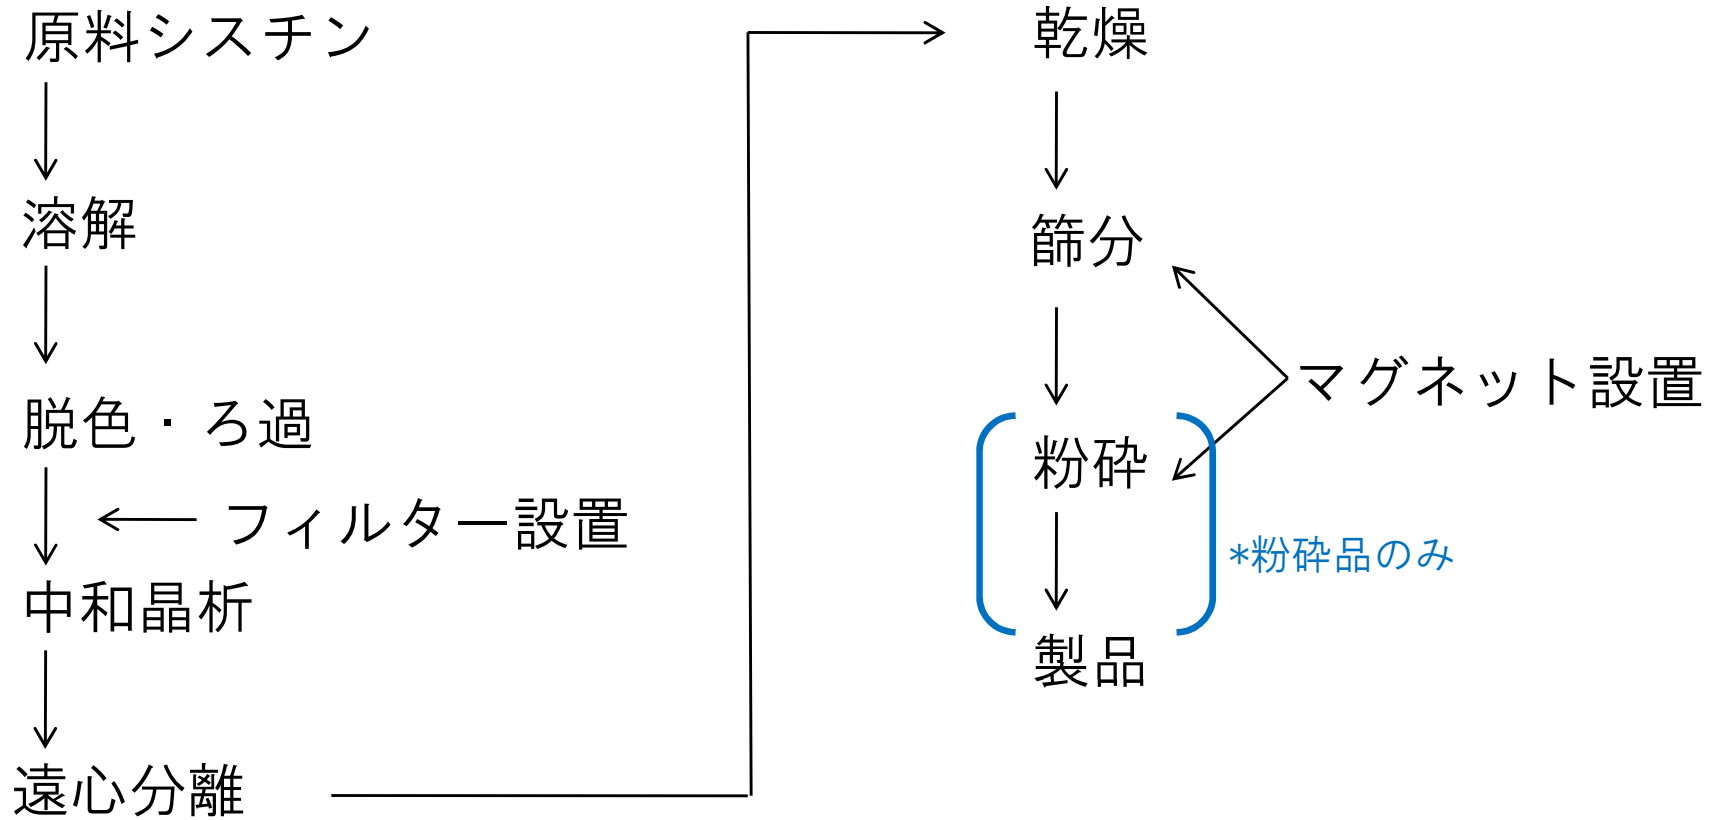 原料シスチン
溶解
脱色・ろ過
フィルター設置
中和晶析
遠心分離
乾燥
篩分
マグネット設置
粉砕
*粉砕品のみ
製品